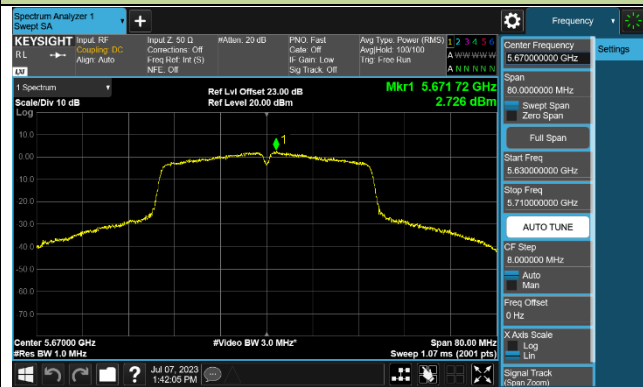 Spectrum Analyzer 1
Swept SA
Frequency
KEYSIGHT
Input: RF
Coupling: DC
Align: Auto
Input Z: 50 Ω
Corrections: Off
Freq Ref: Int (S)
NFE: Off
#Atten: 20 dB
PNO: Fast
Gate: Off
IF Gain: Low
Sig Track: Off
Avg Type: Power (RMS)
Avg|Hold: 100/100
Trig: Free Run
1 2 3 4 5 6
A W W W W W
A N N N N N
RL
LXI
1 Spectrum
Scale/Div 10 dB
Log
Ref Lvl Offset 23.00 dB
Ref Level 20.00 dBm
Mkr1 5.671 72 GHz
2.726 dBm
1
10.0
0.00
-10.0
-20.0
-30.0
-40.0
-50.0
-60.0
-70.0
Center 5.67000 GHz
#Res BW 1.0 MHz
#Video BW 3.0 MHz*
Span 80.00 MHz
Sweep 1.07 ms (2001 pts)
Jul 07, 2023
1:42:05 PM
Center Frequency
5.670000000 GHz
Settings
Span
80.0000000 MHz
Swept Span
Zero Span
Full Span
Start Freq
5.630000000 GHz
Stop Freq
5.710000000 GHz
AUTO TUNE
CF Step
8.000000 MHz
Auto
Man
Freq Offset
0 Hz
X Axis Scale
Log
Lin
Signal Track
(Span Zoom)